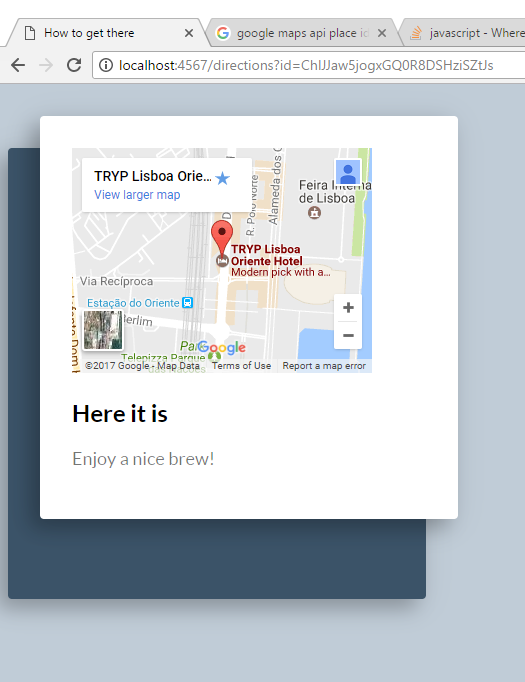 How to get there
google maps api place id
javascript - Where
localhost:4567/directions?id=ChIJJaw5jogxGQ0R8DSHziSZtJs
TRYP Lisboa Orie...
View larger map
R. Polo Norte
Alameda dos O
Feira Interna
de Lisboa
TRYP Lisboa
Oriente Hotel
Modern pick with a...
Via Recíproca
Estação do Oriente
Berlim
Google
Telepizza Parque
©2017 Google - Map Data
Terms of Use
Report a map error
Here it is
Enjoy a nice brew!